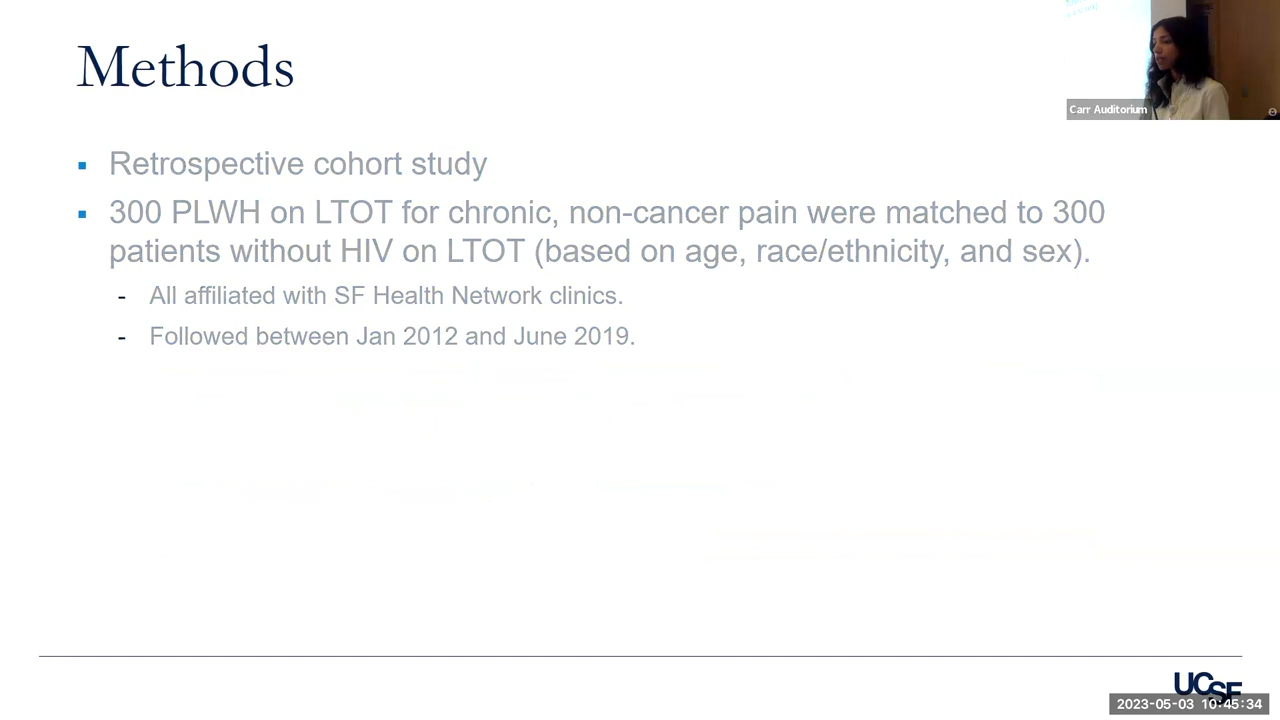 Methods
Carr Auditorium
▪ Retrospective cohort study
▪ 300 PLWH on LTOT for chronic, non-cancer pain were matched to 300
patients without HIV on LTOT (based on age, race/ethnicity, and sex).
- All affiliated with SF Health Network clinics.
- Followed between Jan 2012 and June 2019.
UCSF
2023-05-03 10:45:34